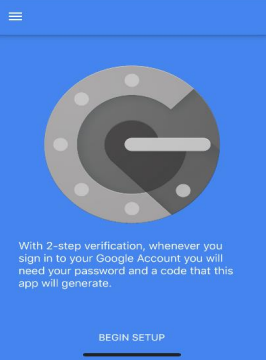 With 2-step verification, whenever you
sign in to your Google Account you will
need your password and a code that this
app will generate.
BEGIN SETUP